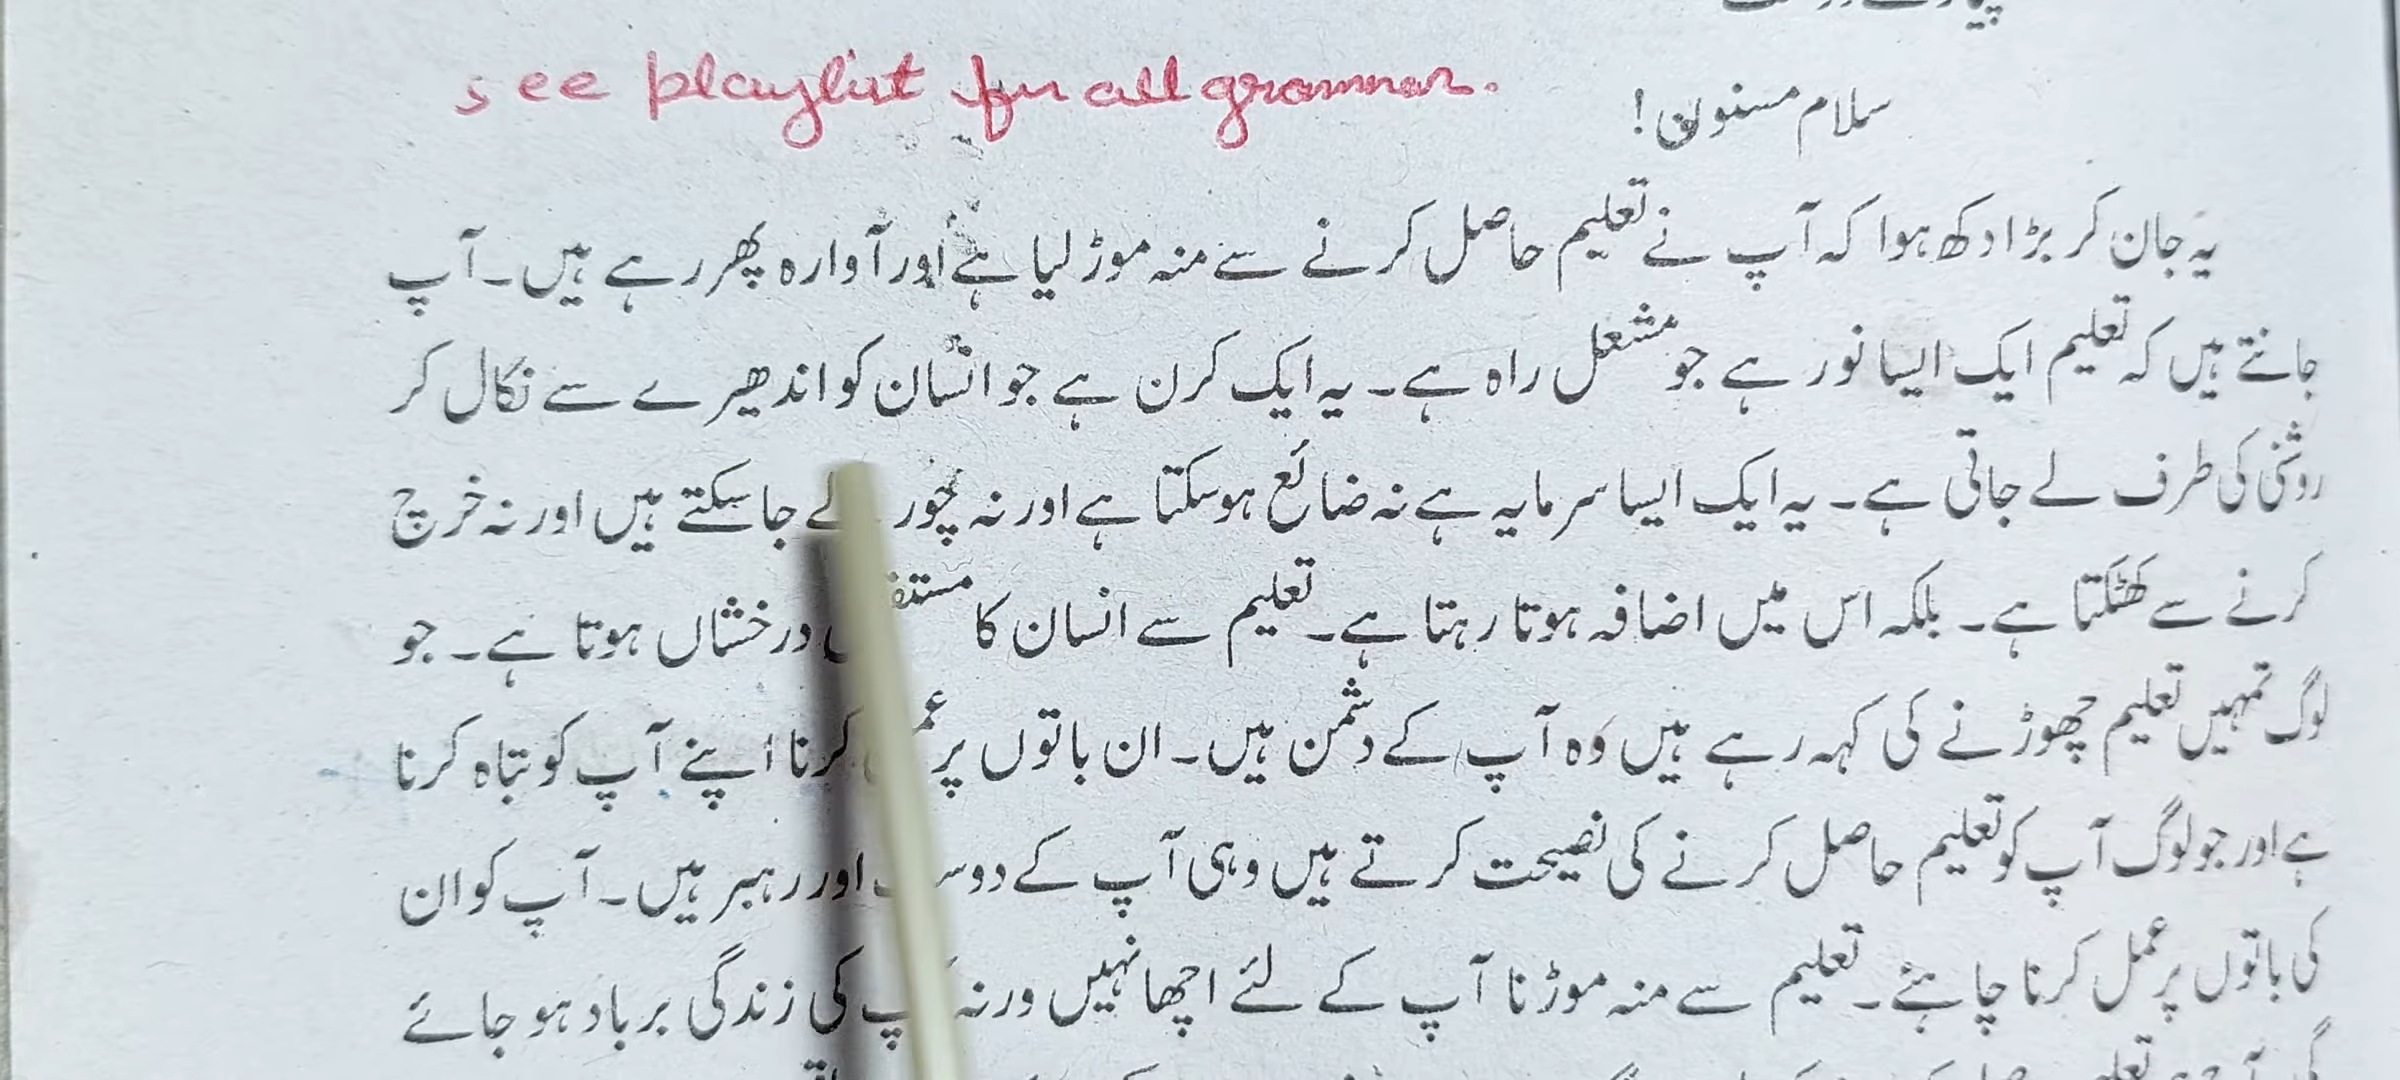 see playlist for all grammar.
سلام مسنون!
یہ جان کر بڑا دکھ ہوا کہ آپ نے تعلیم حاصل کرنے سے منہ موڑ لیا ہے اور آوارہ پھر رہے ہیں۔ آپ
جانتے ہیں کہ تعلیم ایک ایسا نور ہے جو مشعل راہ ہے۔ یہ ایک کرن ہے جو انسان کو اندھیرے سے نکال کر
روشنی کی طرف لے جاتی ہے۔ یہ ایک ایسا سرمایہ ہے نہ ضائع ہوسکتا ہے اور نہ چور لے جاسکتے ہیں اور نہ خرچ
کرنے سے گھٹکتا ہے۔ بلکہ اس میں اضافہ ہوتا رہتا ہے۔ تعلیم سے انسان کا درخشاں ہوتا ہے۔ جو
لوگ تمہیں تعلیم چھوڑنے کی کہہ رہے ہیں وہ آپ کے دشمن ہیں۔ ان باتوں پر کرنا اپنے آپ کو تباہ کرنا
ہے اور جو لوگ آپ کو تعلیم حاصل کرنے کی نصیحت کرتے ہیں وہی آپ کے دوست اور رہبر ہیں۔ آپ کو ان
کی باتوں پر عمل کرنا چاہئے۔ تعلیم سے منہ موڑنا آپ کے لئے اچھا نہیں ورنہ آپ کی زندگی برباد ہو جائے